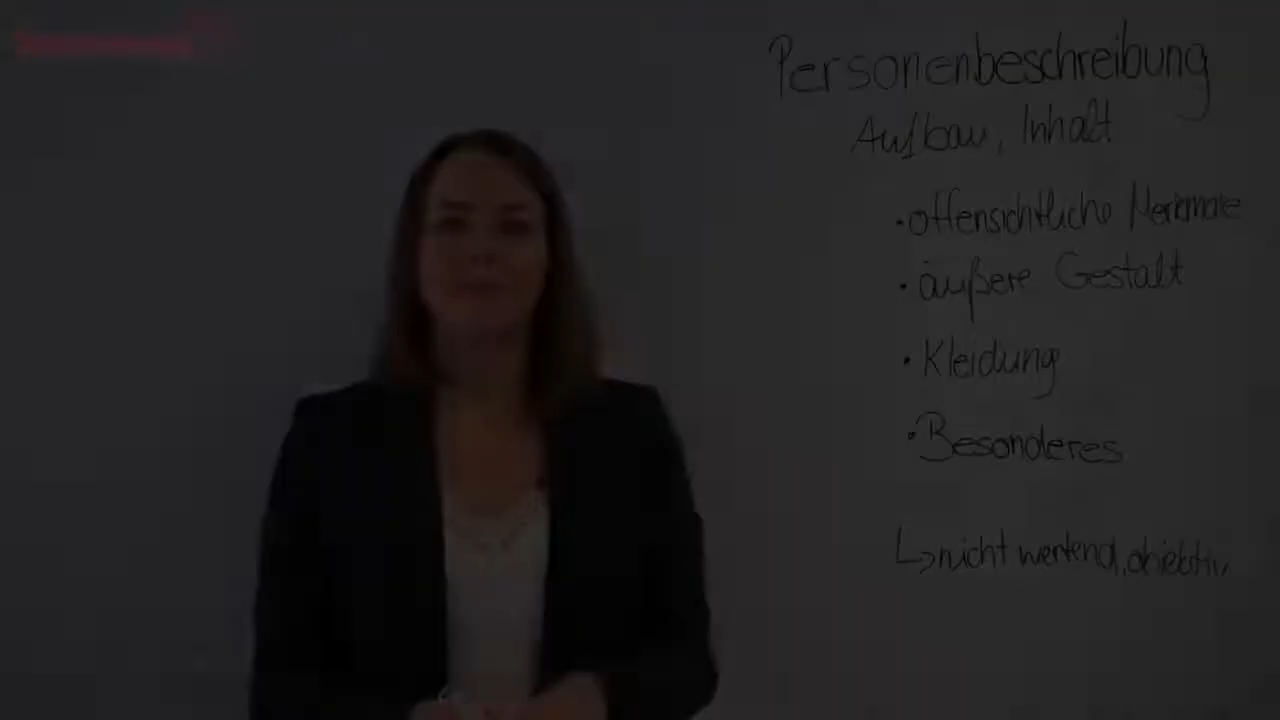 Personenbeschreibung
Aufbau, Inhalt
• offensichtliche Merkmale
• äußere Gestalt
• Kleidung
• Besonderes
↳ nicht wertend, objektiv